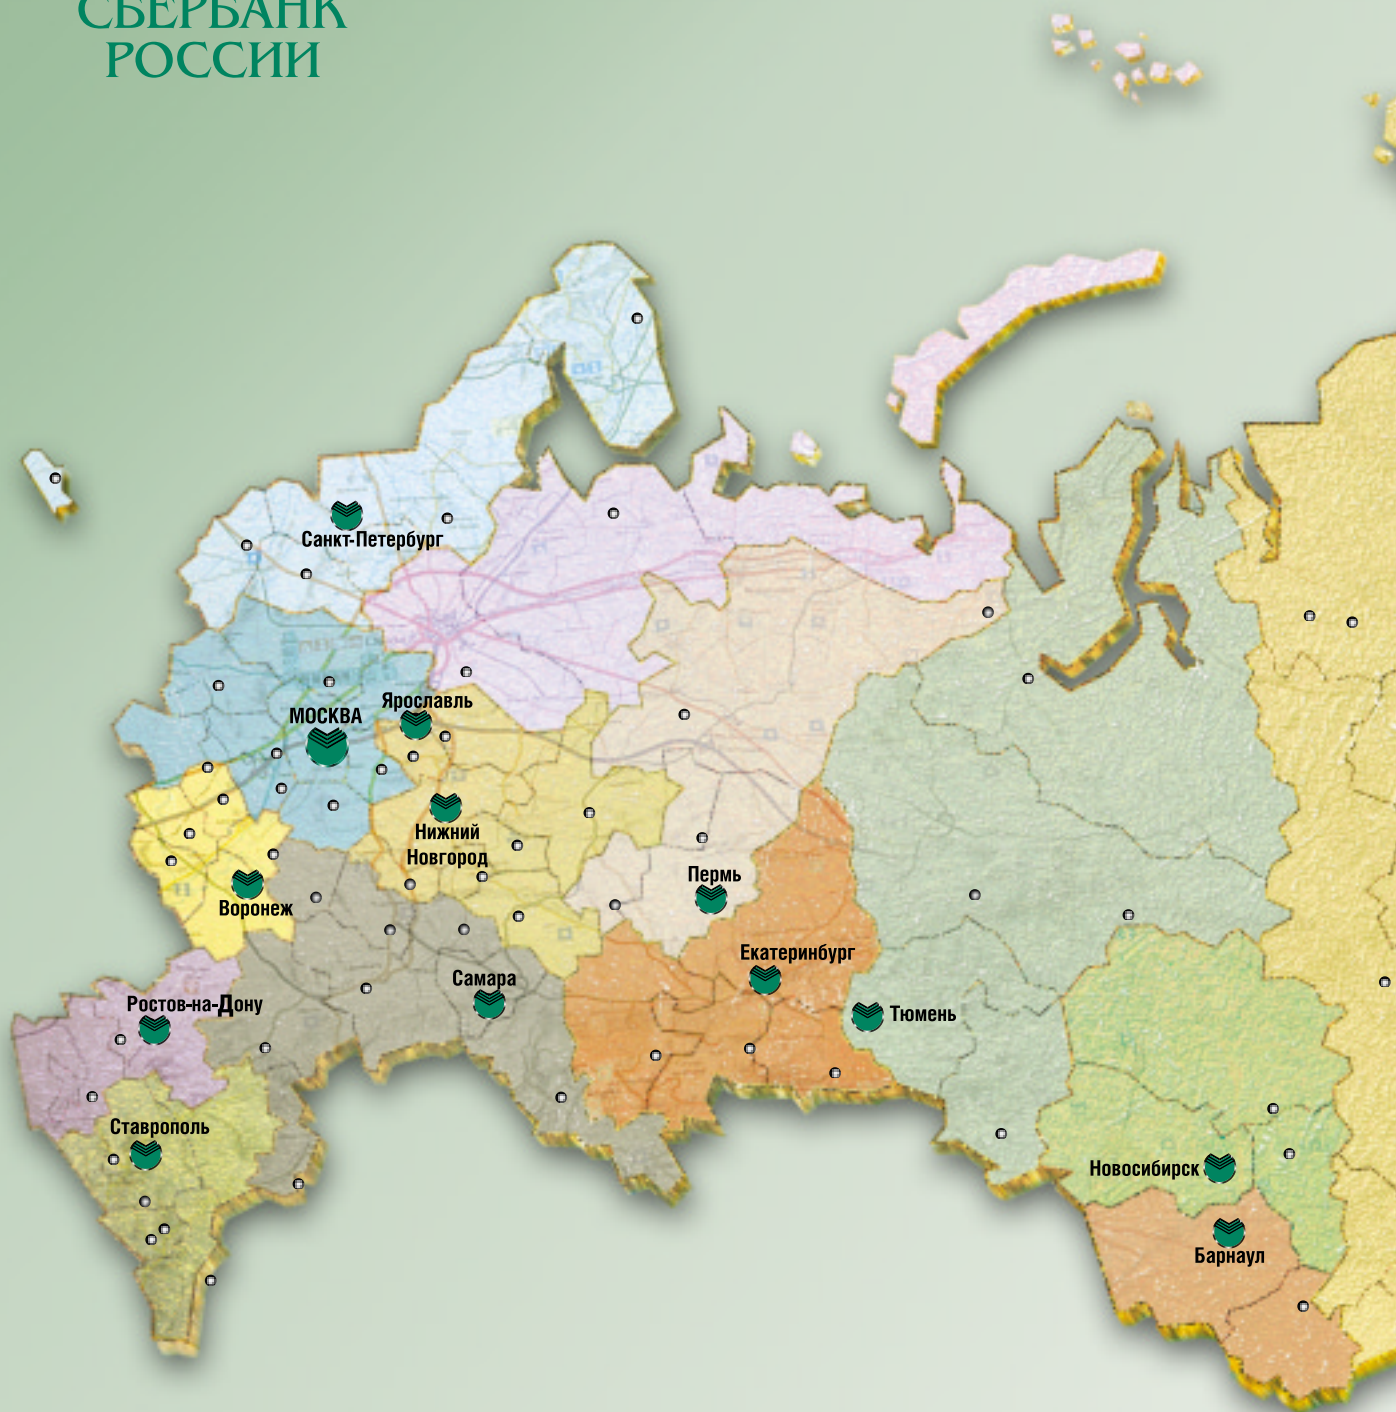 СБЕРБАНК
РОССИИ
Санкт-Петербург
Ярославль
МОСКВА
Нижний
Новгород
Пермь
Воронеж
Екатеринбург
Самара
Ростов-на-Дону
Тюмень
Ставрополь
Новосибирск
Барнаул